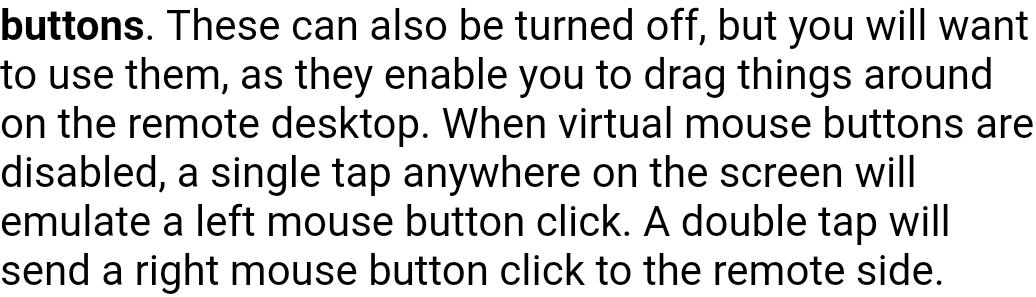 buttons. These can also be turned off, but you will want
to use them, as they enable you to drag things around
on the remote desktop. When virtual mouse buttons are
disabled, a single tap anywhere on the screen will
emulate a left mouse button click. A double tap will
send a right mouse button click to the remote side.